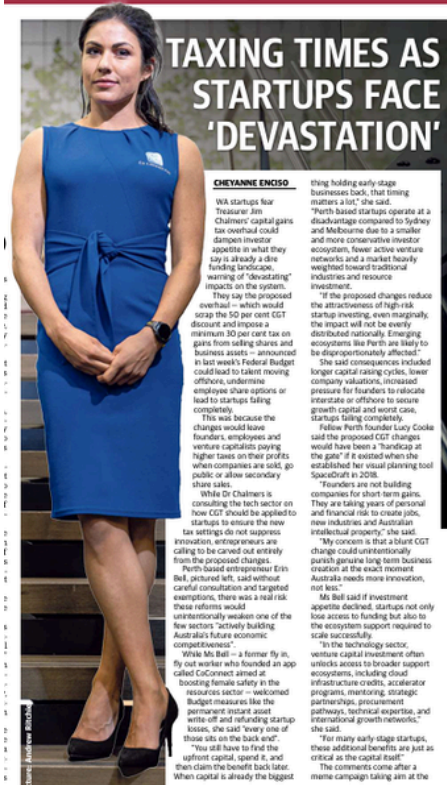 TAXING TIMES AS
STARTUPS FACE
'DEVASTATION'
CHEYANNE ENCISO
WA startups fear
Treasurer Jim
Chalmers' capital gains
tax overhaul could
dampen investor
appetite in what they
say is already a dire
funding landscape,
warning of "devastating"
impacts on the system.
They say the proposed
overhaul — which would
scrap the 50 per cent CGT
discount and impose a
minimum 30 per cent tax on
gains from selling shares and
business assets — announced
in last week's Federal Budget
could lead to talent moving
offshore, undermine
employee share options or
lead to startups failing
completely.
This was because the
changes would leave
founders, employees and
venture capitalists paying
higher taxes on their profits
when companies are sold, go
public or allow secondary
share sales.
While Dr Chalmers is
consulting the tech sector on
how CGT should be applied to
startups to ensure the new
tax settings do not suppress
innovation, entrepreneurs are
calling to be carved out entirely
from the proposed changes.
Perth-based entrepreneur Erin
Bell, pictured left, said without
careful consultation and targeted
exemptions, there was a real risk
these reforms would
unintentionally weaken one of the
few sectors "actively building
Australia's future economic
competitiveness".
While Ms Bell — a former fly in,
fly out worker who founded an app
called CoConnect aimed at
boosting female safety in the
resources sector — welcomed
Budget measures like the
permanent instant asset
write-off and refunding startup
losses, she said "every one of
those sits on the back end".
"You still have to find the
upfront capital, spend it, and
then claim the benefit back later.
When capital is already the biggest
thing holding early-stage
businesses back, that timing
matters a lot," she said.
"Perth-based startups operate at a
disadvantage compared to Sydney
and Melbourne due to a smaller
and more conservative investor
ecosystem, fewer active venture
networks and a market heavily
weighted toward traditional
industries and resource
investment.
"If the proposed changes reduce
the attractiveness of high-risk
startup investing, even marginally,
the impact will not be evenly
distributed nationally. Emerging
ecosystems like Perth are likely to
be disproportionately affected."
She said consequences included
longer capital raising cycles, lower
company valuations, increased
pressure for founders to relocate
interstate or offshore to secure
growth capital and worst case,
startups failing completely.
Fellow Perth founder Lucy Cooke
said the proposed CGT changes
would have been a "handicap at
the gate" if it existed when she
established her visual planning tool
SpaceDraft in 2018.
"Founders are not building
companies for short-term gains.
They are taking years of personal
and financial risk to create jobs,
new industries and Australian
intellectual property," she said.
"My concern is that a blunt CGT
change could unintentionally
punish genuine long-term business
creation at the exact moment
Australia needs more innovation,
not less."
Ms Bell said if investment
appetite declined, startups not only
lose access to funding but also to
the ecosystem support required to
scale successfully.
"In the technology sector,
venture capital investment often
unlocks access to broader support
ecosystems, including cloud
infrastructure credits, accelerator
programs, mentoring, strategic
partnerships, procurement
pathways, technical expertise, and
international growth networks,"
she said.
"For many early-stage startups,
these additional benefits are just as
critical as the capital itself."
The comments come after a
meme campaign taking aim at the
ture: Andrew Ritchie